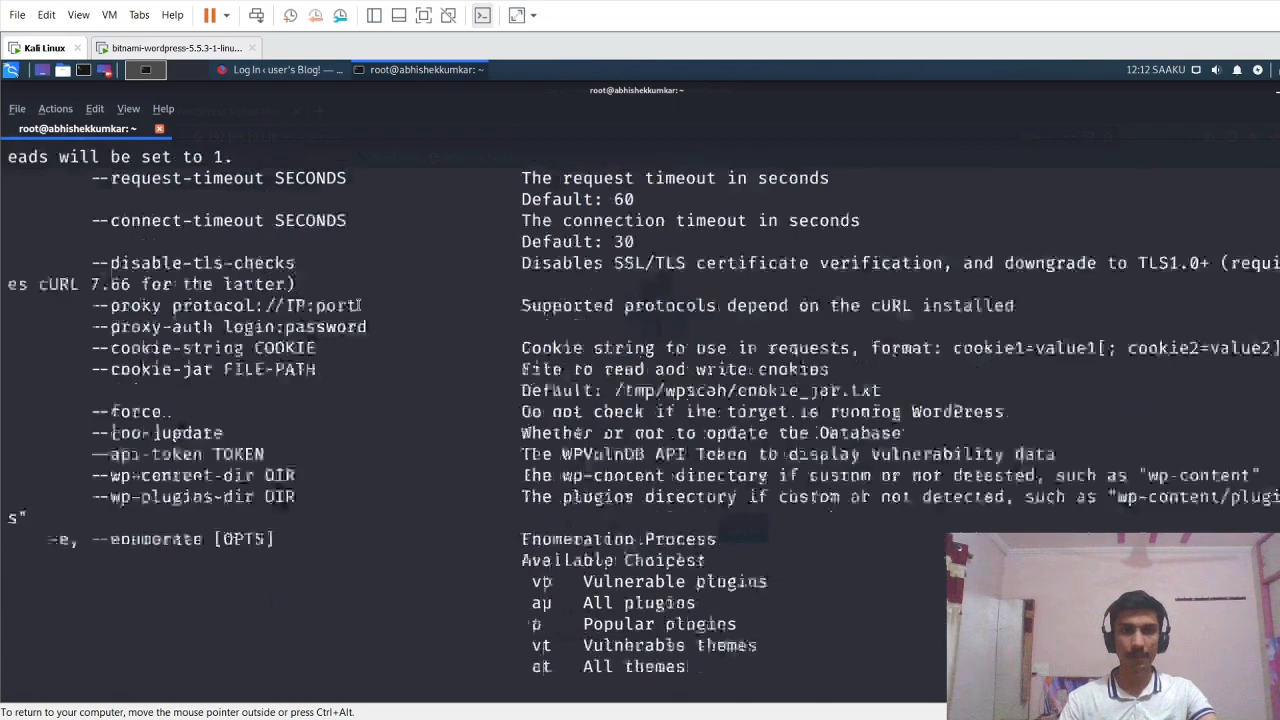 File Edit View VM Tabs Help
Kali Linux × bitnami-wordpress-5.5.3-1-linu... ×
Log In ‹ user's Blog! — ... root@abhishekkumkar: ~ 12:12 SAAKU
root@abhishekkumkar: ~
File Actions Edit View Help
root@abhishekkumkar: ~
eads will be set to 1.
--request-timeout SECONDS The request timeout in seconds
Default: 60
--connect-timeout SECONDS The connection timeout in seconds
Default: 30
--disable-tls-checks Disables SSL/TLS certificate verification, and downgrade to TLS1.0+ (requi
es cURL 7.66 for the latter)
--proxy protocol://IP:port Supported protocols depend on the cURL installed
--proxy-auth login:password
--cookie-string COOKIE Cookie string to use in requests, format: cookie1=value1[; cookie2=value2]
--cookie-jar FILE-PATH File to read and write cookies
Default: /tmp/wpscan/cookie_jar.txt
--force Do not check if the target is running WordPress
--[no-]update Whether or not to update the Database
--api-token TOKEN The WPVulnDB API Token to display vulnerability data
--wp-content-dir DIR The wp-content directory if custom or not detected, such as "wp-content"
--wp-plugins-dir DIR The plugins directory if custom or not detected, such as "wp-content/plugi
s"
-e, --enumerate [OPTS] Enumeration Process
Available Choices:
vp Vulnerable plugins
ap All plugins
p Popular plugins
vt Vulnerable themes
at All themes
To return to your computer, move the mouse pointer outside or press Ctrl+Alt.